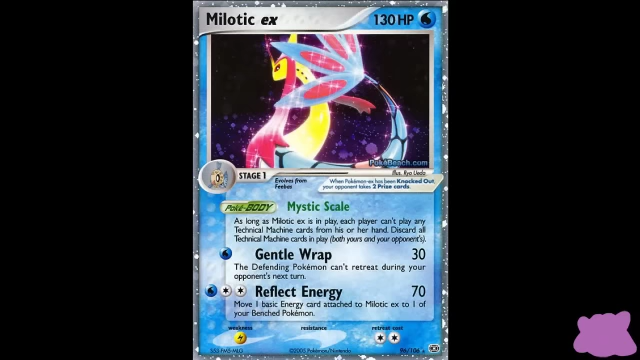 Milotic ex 130 HP
PokéBeach.com
Illus. Ryo Ueda
STAGE 1
Evolves from
Feebas
When Pokémon-ex has been Knocked Out,
your opponent takes 2 Prize cards.
Poké-BODY Mystic Scale
As long as Milotic ex is in play, each player can't play any
Technical Machine cards from his or her hand. Discard all
Technical Machine cards in play (both yours and your opponent's).
Gentle Wrap 30
The Defending Pokémon can't retreat during your
opponent's next turn.
Reflect Energy 70
Move 1 basic Energy card attached to Milotic ex to 1 of
your Benched Pokémon.
weakness resistance retreat cost
©2005 Pokémon/Nintendo 96/106